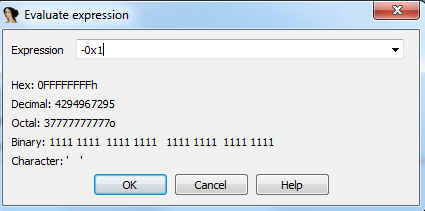 Evaluate expression
Expression -0x1
Hex: 0FFFFFFFFh
Decimal: 4294967295
Octal: 37777777777o
Binary: 1111 1111 1111 1111 1111 1111 1111 1111
Character: '    '
OK Cancel Help